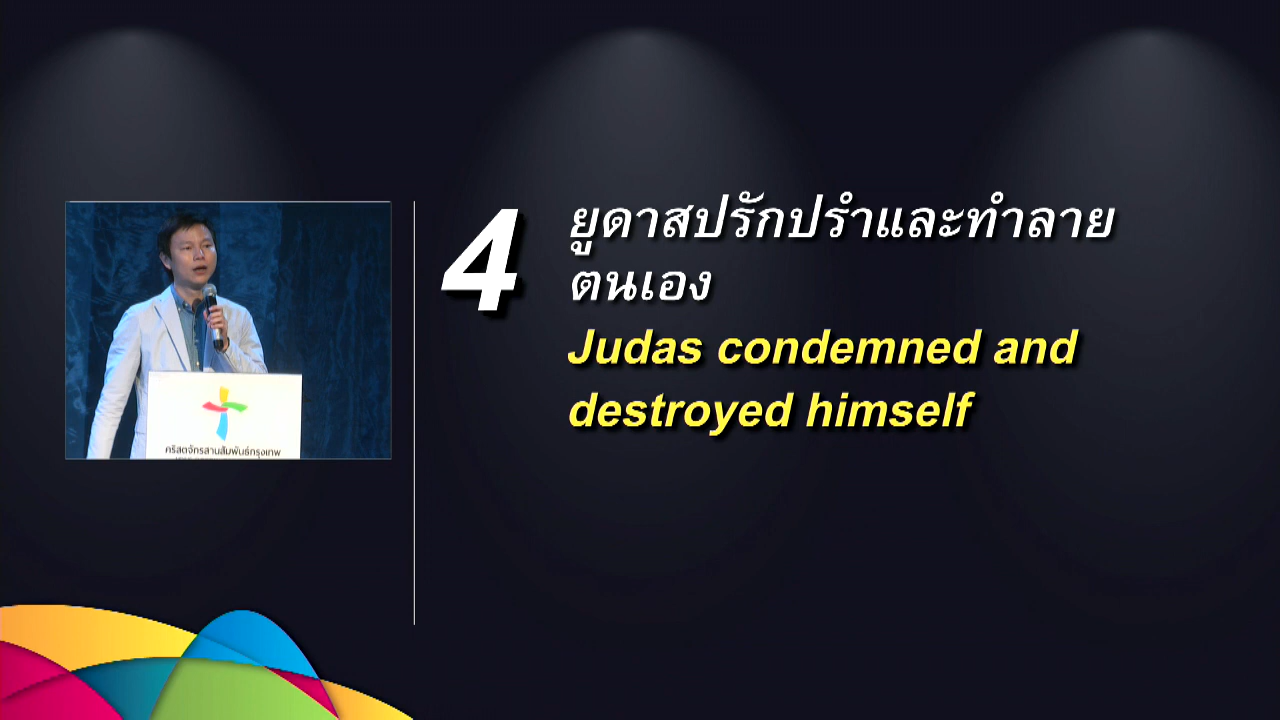 คริสตจักรสานสัมพันธ์กรุงเทพ
4
ยูดาสปรักปรำและทำลาย
ตนเอง
Judas condemned and
destroyed himself